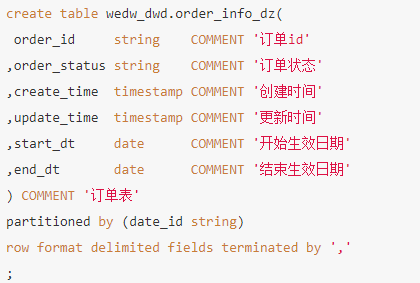 create table wedw_dwd.order_info_dz(
 order_id     string    COMMENT '订单id'
,order_status string    COMMENT '订单状态'
,create_time  timestamp COMMENT '创建时间'
,update_time  timestamp COMMENT '更新时间'
,start_dt     date      COMMENT '开始生效日期'
,end_dt       date      COMMENT '结束生效日期'
) COMMENT '订单表'
partitioned by (date_id string)
row format delimited fields terminated by ','
;